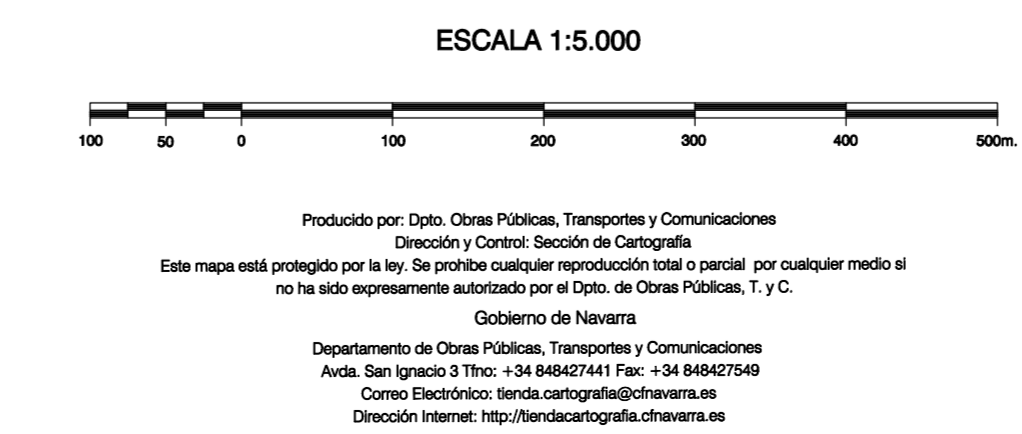 ESCALA 1:5.000
100 50 0 100 200 300 400 500m.
Producido por: Dpto. Obras Públicas, Transportes y Comunicaciones
Dirección y Control: Sección de Cartografía
Este mapa está protegido por la ley. Se prohibe cualquier reproducción total o parcial por cualquier medio si
no ha sido expresamente autorizado por el Dpto. de Obras Públicas, T. y C.
Gobierno de Navarra
Departamento de Obras Públicas, Transportes y Comunicaciones
Avda. San Ignacio 3 Tfno: +34 848427441 Fax: +34 848427549
Correo Electrónico: tienda.cartografia@cfnavarra.es
Dirección Internet: http://tiendacartografia.cfnavarra.es